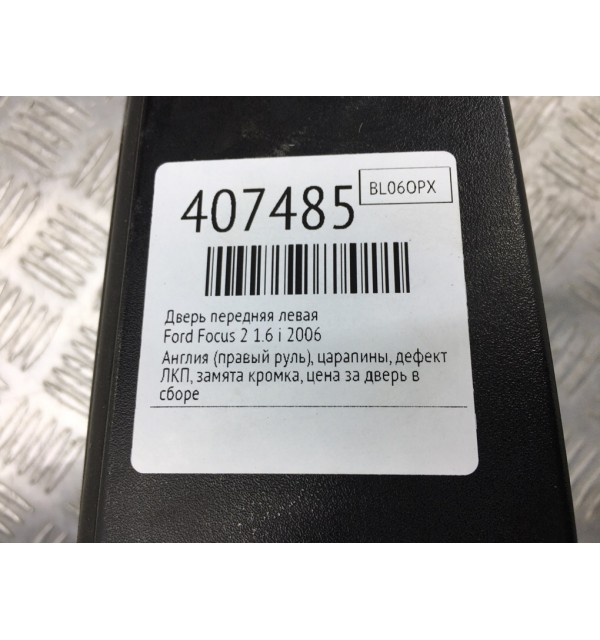 407485
BL06OPX
Дверь передняя левая
Ford Focus 2 1.6 i 2006
Англия (правый руль), царапины, дефект
ЛКП, замята кромка, цена за дверь в
сборе